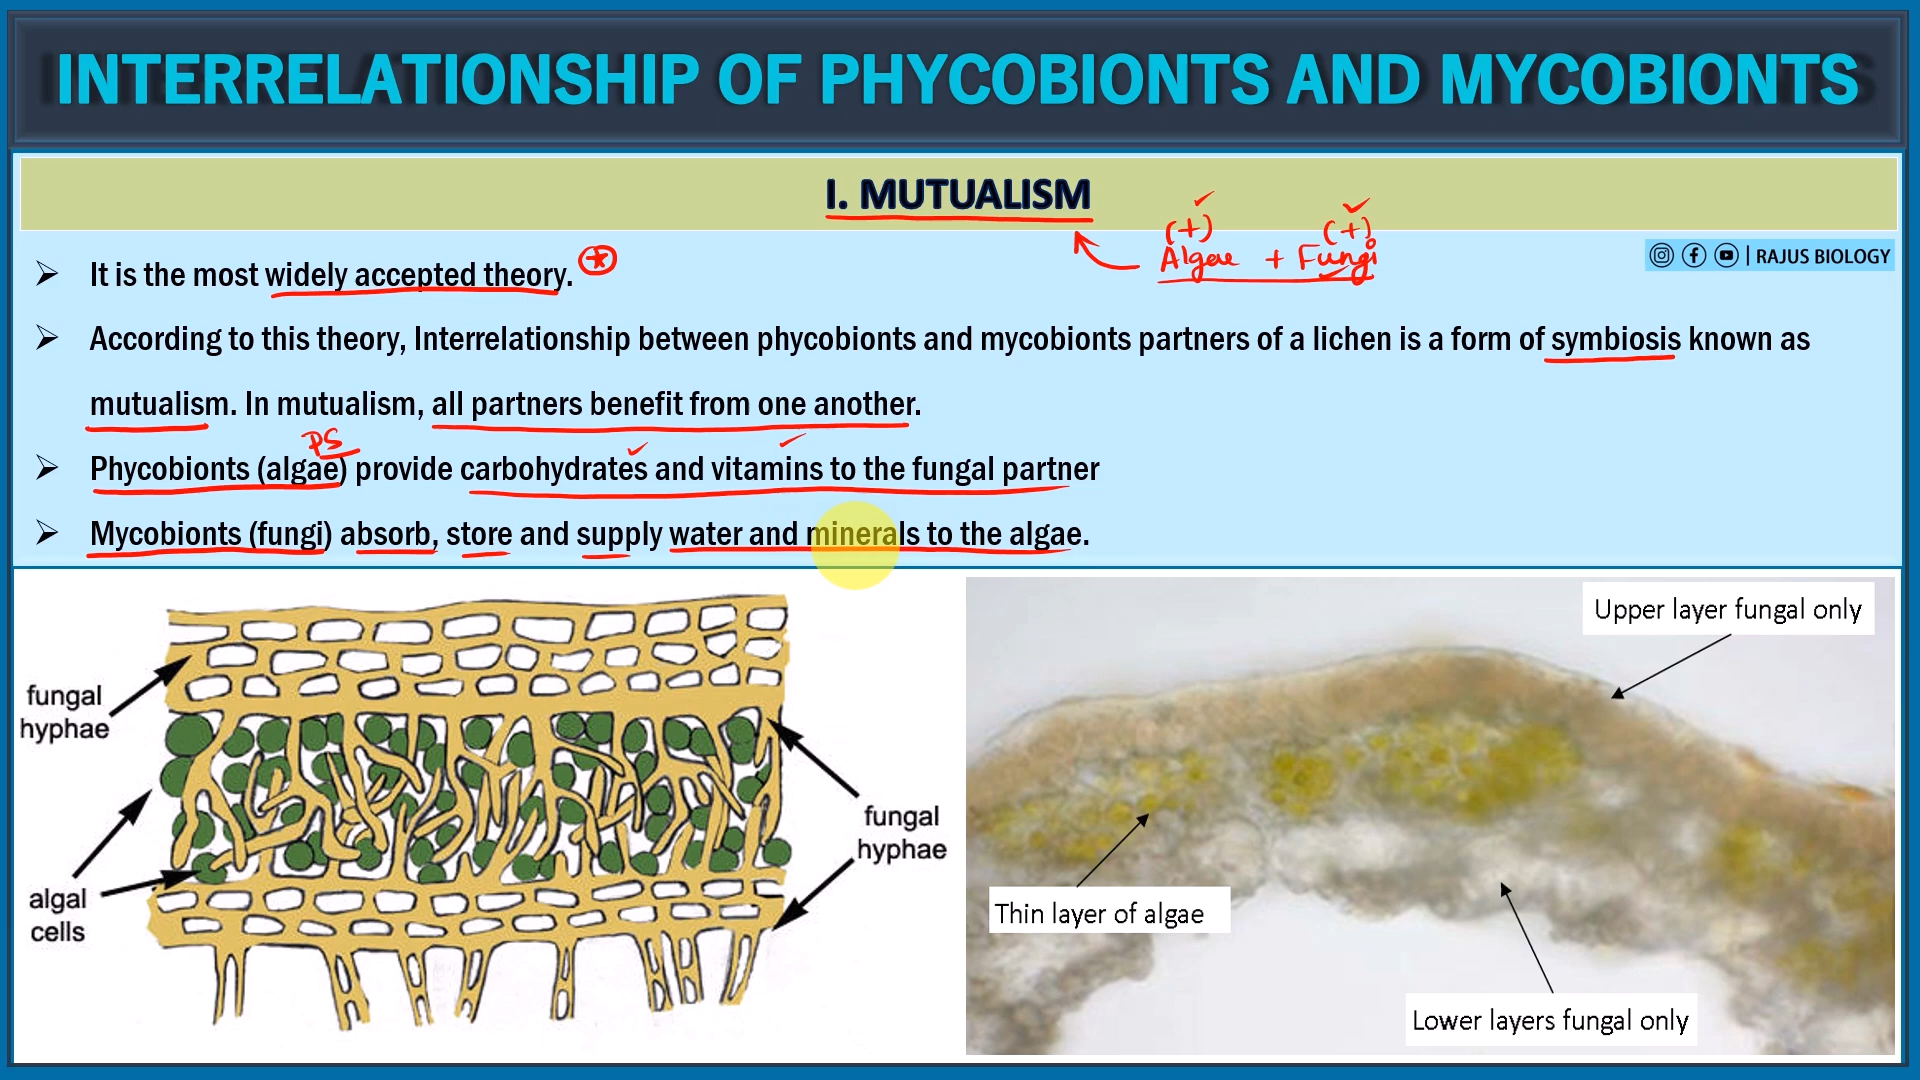 INTERRELATIONSHIP OF PHYCOBIONTS AND MYCOBIONTS
I. MUTUALISM
(+) (+)
Algae + Fungi
| RAJUS BIOLOGY
➢ It is the most widely accepted theory.
➢ According to this theory, Interrelationship between phycobionts and mycobionts partners of a lichen is a form of symbiosis known as
mutualism. In mutualism, all partners benefit from one another.
PS
➢ Phycobionts (algae) provide carbohydrates and vitamins to the fungal partner
➢ Mycobionts (fungi) absorb, store and supply water and minerals to the algae.
fungal
hyphae
algal
cells
fungal
hyphae
Upper layer fungal only
Thin layer of algae
Lower layers fungal only